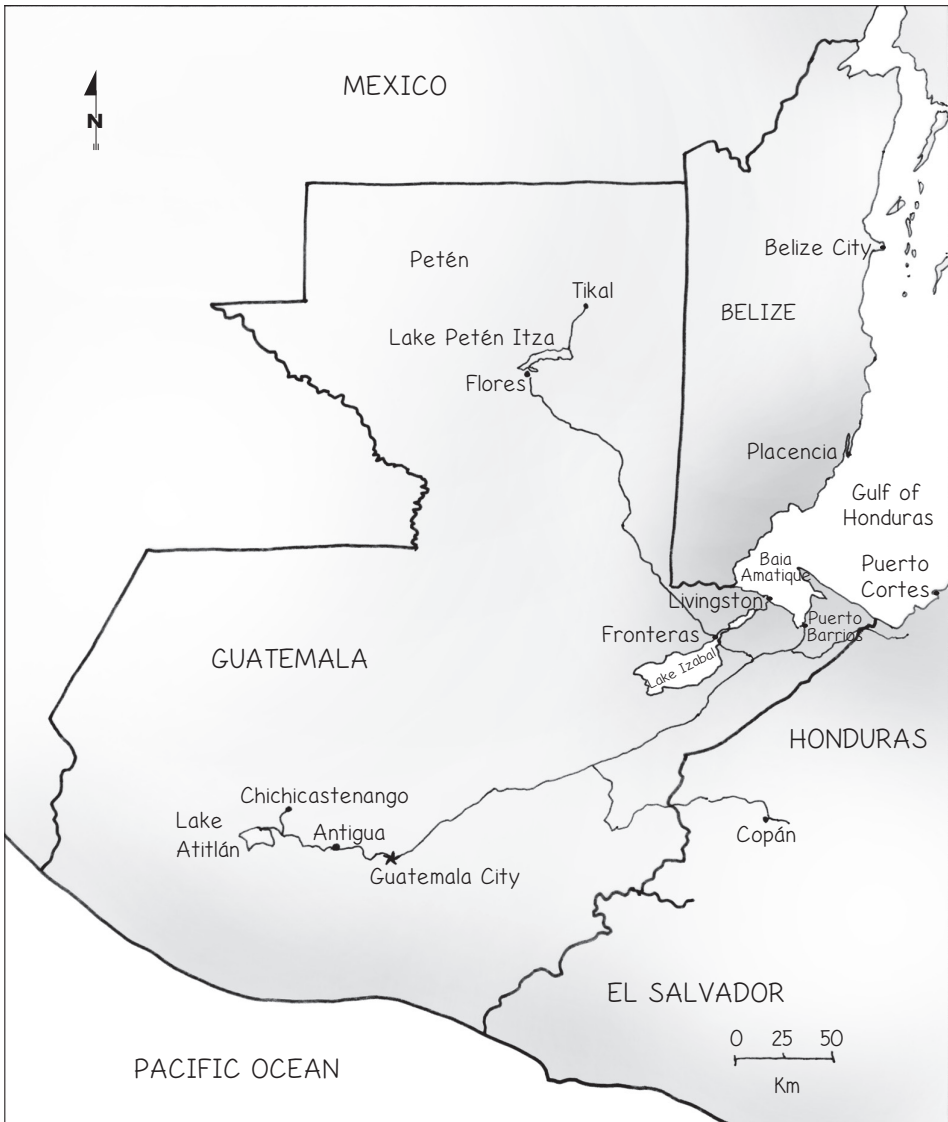 MEXICO
N
Petén
Belize City
Tikal
BELIZE
Lake Petén Itza
Flores
Placencia
Gulf of
Honduras
Baia
Amatique
Puerto
Cortes
Livingston
Puerto
Barrios
Fronteras
GUATEMALA
Lake Izabal
HONDURAS
Chichicastenango
Lake
Atitlán
Antigua
Copán
Guatemala City
EL SALVADOR
0 25 50
Km
PACIFIC OCEAN